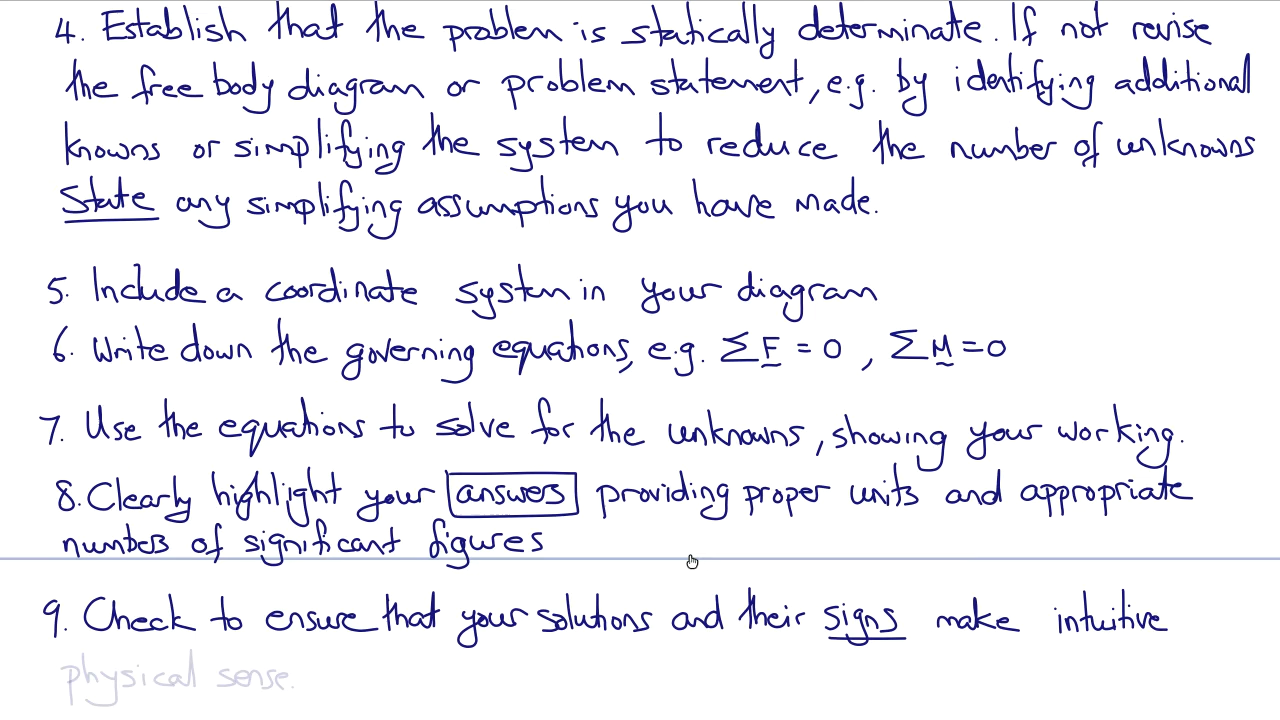 4. Establish that the problem is statically determinate. If not revise
the free body diagram or problem statement, e.g. by identifying additional
knowns or simplifying the system to reduce the number of unknowns
State any simplifying assumptions you have made.
5. Include a coordinate system in your diagram
6. Write down the governing equations, e.g. ΣF = 0, ΣM = 0
7. Use the equations to solve for the unknowns, showing your working.
8. Clearly highlight your answers providing proper units and appropriate
numbers of significant figures
9. Check to ensure that your solutions and their signs make intuitive
physical sense.